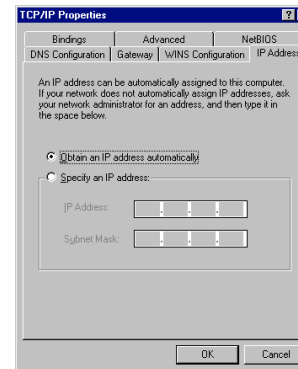 TCP/IP Properties ?
Bindings Advanced NetBIOS
DNS Configuration Gateway WINS Configuration IP Address
An IP address can be automatically assigned to this computer.
If your network does not automatically assign IP addresses, ask
your network administrator for an address, and then type it in
the space below.
Obtain an IP address automatically
Specify an IP address:
IP Address:
Subnet Mask:
OK Cancel